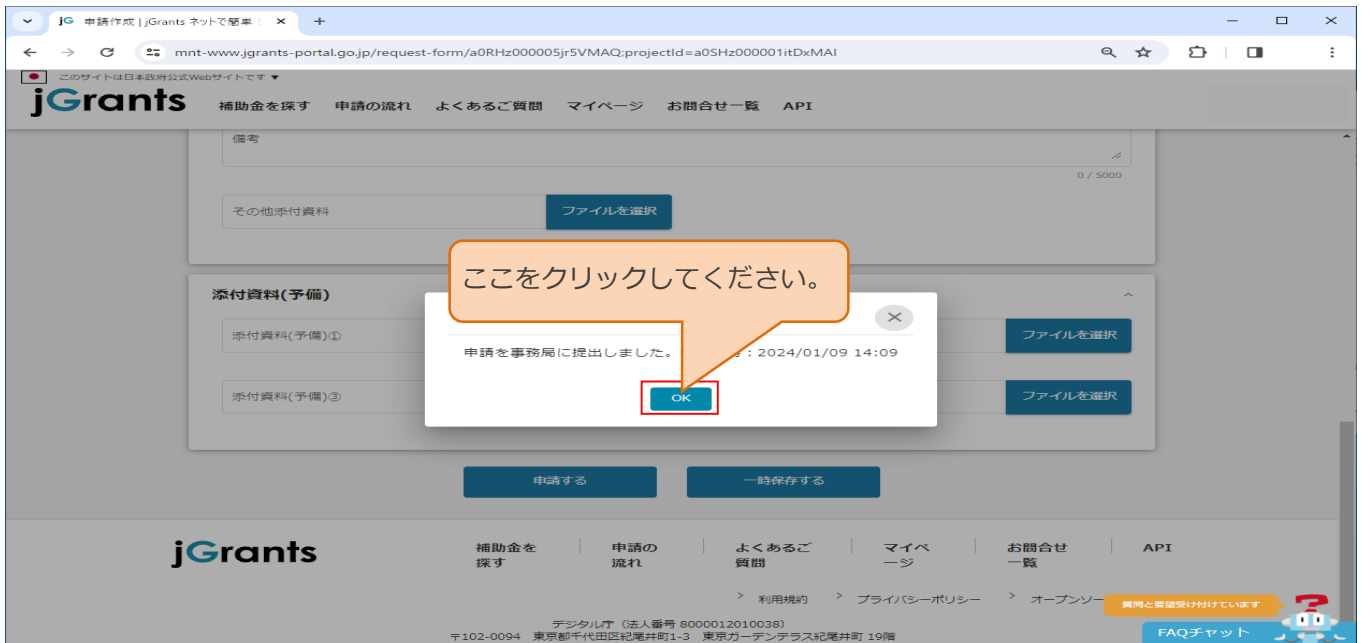 jG 申請作成 | jGrants ネットで簡単
mnt-www.jgrants-portal.go.jp/request-form/a0RHz000005jr5VMAQ;projectId=a0SHz000001itDxMAI
このサイトは日本政府公式Webサイトです ▼
jGrants 補助金を探す 申請の流れ よくあるご質問 マイページ お問合せ一覧 API
備考
0 / 5000
その他添付資料 ファイルを選択
ここをクリックしてください。
添付資料(予備)
添付資料(予備)① ファイルを選択
申請を事務局に提出しました。 : 2024/01/09 14:09
添付資料(予備)③ ファイルを選択
OK
申請する 一時保存する
jGrants
補助金を探す
申請の流れ
よくあるご質問
マイページ
お問合せ一覧
API
利用規約 プライバシーポリシー オープンソー
質問と要望受け付けています
デジタル庁(法人番号 8000012010038)
〒102-0094 東京都千代田区紀尾井町1-3 東京ガーデンテラス紀尾井町 19階
FAQチャット